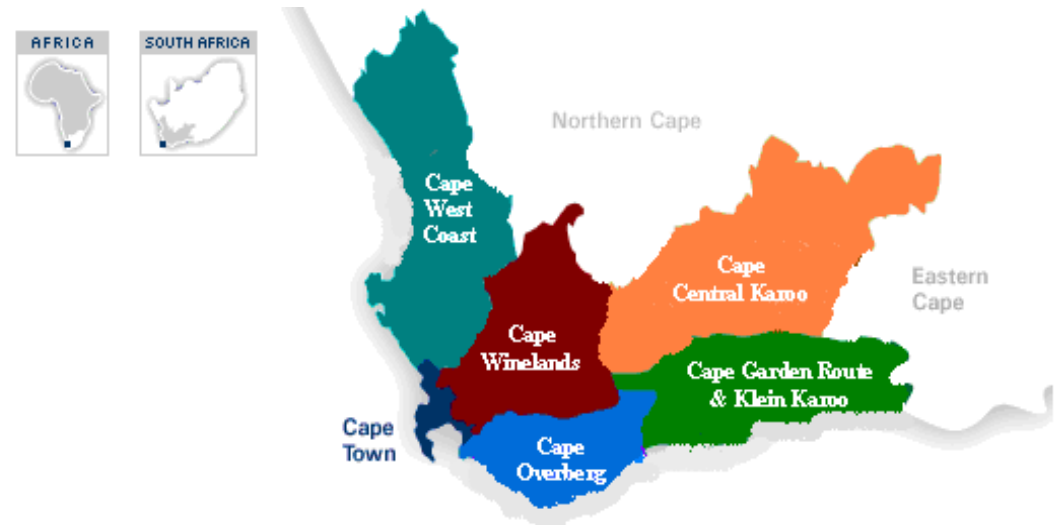 AFRICA
SOUTH AFRICA
Northern Cape
Cape
West
Coast
Cape
Central Karoo
Eastern
Cape
Cape
Winelands
Cape Garden Route
& Klein Karoo
Cape
Town
Cape
Overberg